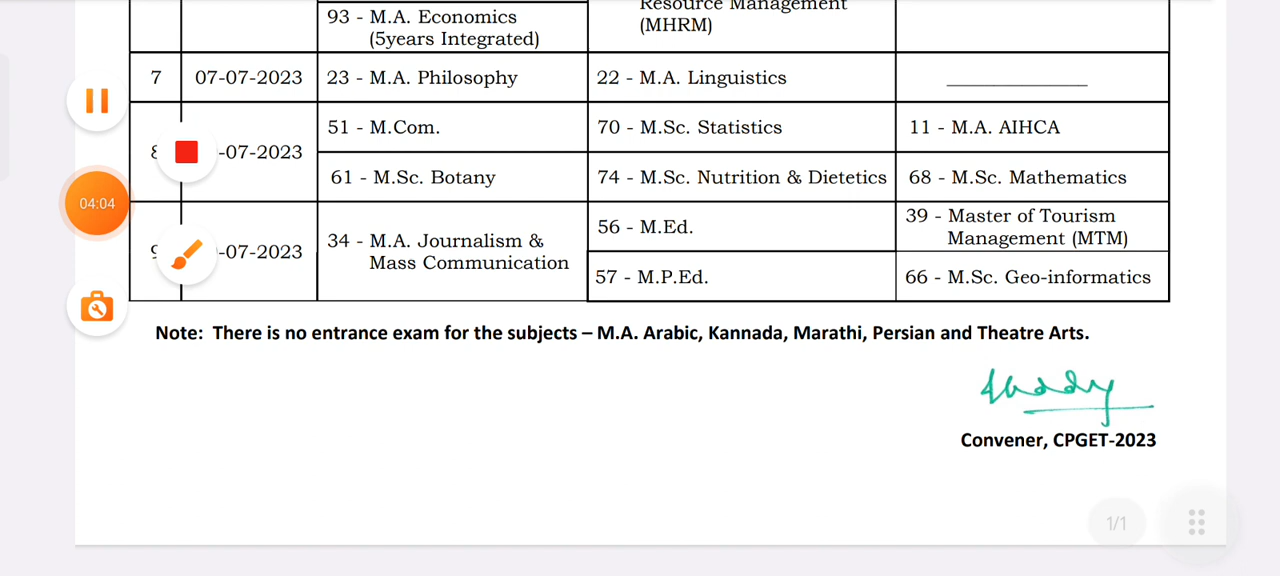 Resource Management
93 - M.A. Economics
(MHRM)
(5years Integrated)
7 07-07-2023 23 - M.A. Philosophy 22 - M.A. Linguistics
51 - M.Com. 70 - M.Sc. Statistics 11 - M.A. AIHCA
-07-2023
61 - M.Sc. Botany 74 - M.Sc. Nutrition & Dietetics 68 - M.Sc. Mathematics
04:04
39 - Master of Tourism
56 - M.Ed.
Management (MTM)
34 - M.A. Journalism &
-07-2023
Mass Communication
57 - M.P.Ed. 66 - M.Sc. Geo-informatics
Note: There is no entrance exam for the subjects – M.A. Arabic, Kannada, Marathi, Persian and Theatre Arts.
Convener, CPGET-2023
1/1